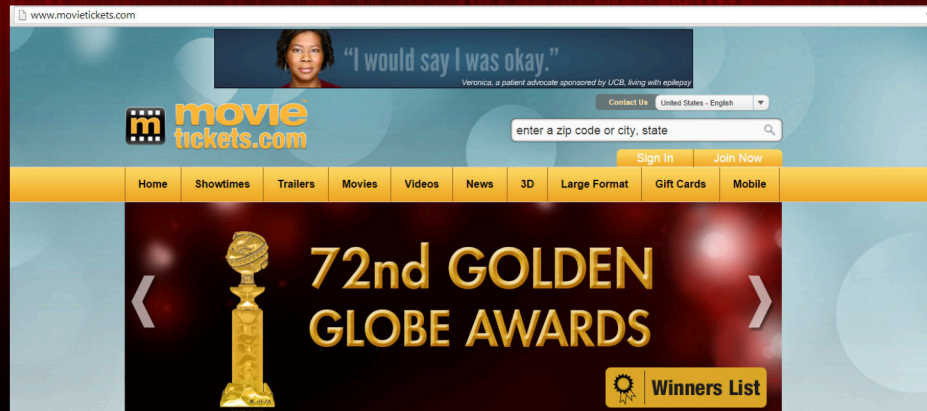 www.movietickets.com
“I would say I was okay.”
Veronica, a patient advocate sponsored by UCB, living with epilepsy
Contact Us
United States - English
m movie
tickets.com
enter a zip code or city, state
Sign In Join Now
Home Showtimes Trailers Movies Videos News 3D Large Format Gift Cards Mobile
72nd GOLDEN
GLOBE AWARDS
Winners List